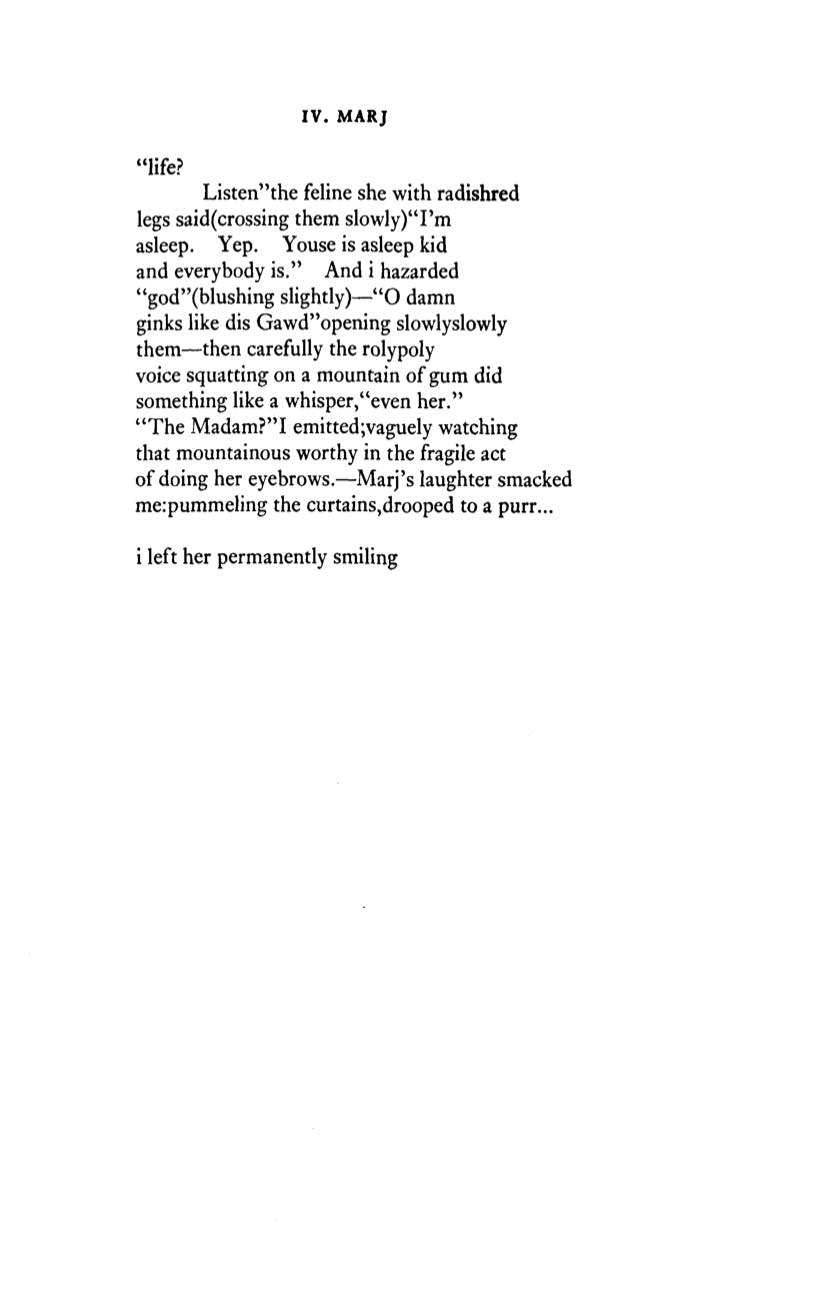 IV. MARJ
“life?
Listen”the feline she with radishred
legs said(crossing them slowly)“I’m
asleep. Yep. Youse is asleep kid
and everybody is.” And i hazarded
“god”(blushing slightly)—“O damn
ginks like dis Gawd”opening slowlyslowly
them—then carefully the rolypoly
voice squatting on a mountain of gum did
something like a whisper,“even her.”
“The Madam?”I emitted;vaguely watching
that mountainous worthy in the fragile act
of doing her eyebrows.—Marj’s laughter smacked
me:pummeling the curtains,drooped to a purr...
i left her permanently smiling